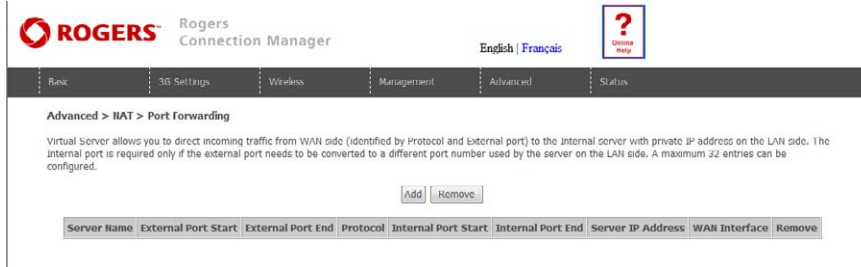 ROGERS™ Rogers
Connection Manager
English | Français
?
Online
Help
Basic 3G Settings Wireless Management Advanced Status
Advanced > NAT > Port Forwarding
Virtual Server allows you to direct incoming traffic from WAN side (identified by Protocol and External port) to the Internal server with private IP address on the LAN side. The
Internal port is required only if the external port needs to be converted to a different port number used by the server on the LAN side. A maximum 32 entries can be
configured.
Add Remove
Server Name External Port Start External Port End Protocol Internal Port Start Internal Port End Server IP Address WAN Interface Remove